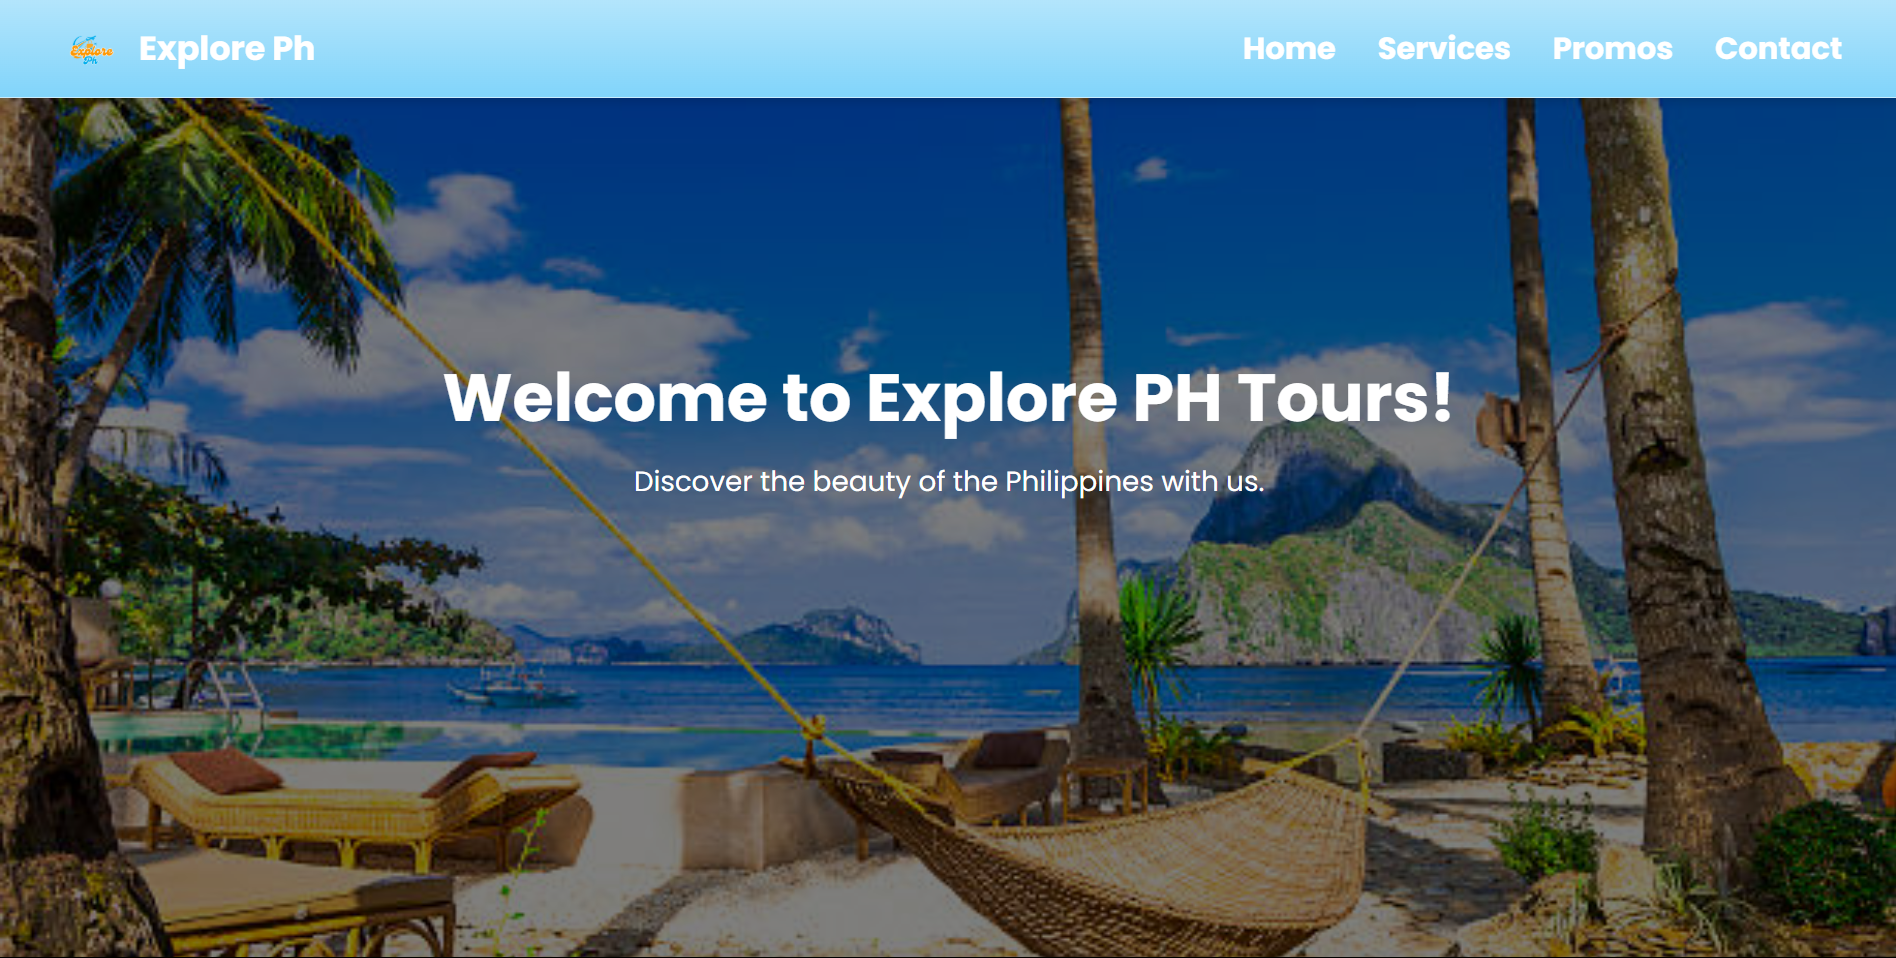 Explore
Ph
Explore Ph
Home Services Promos Contact
Welcome to Explore PH Tours!
Discover the beauty of the Philippines with us.